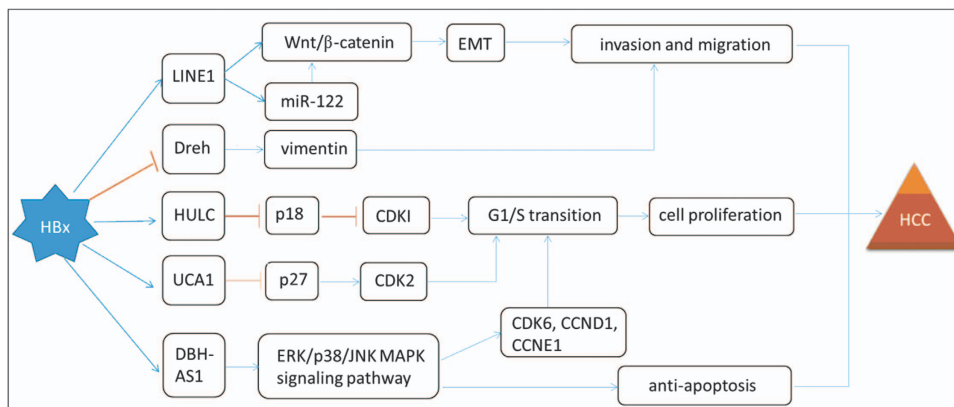 Wnt/β-catenin
EMT
invasion and migration
LINE1
miR-122
Dreh
vimentin
HBx
HULC
p18
CDKI
G1/S transition
cell proliferation
HCC
UCA1
p27
CDK2
CDK6, CCND1,
CCNE1
DBH-
AS1
ERK/p38/JNK MAPK
signaling pathway
anti-apoptosis